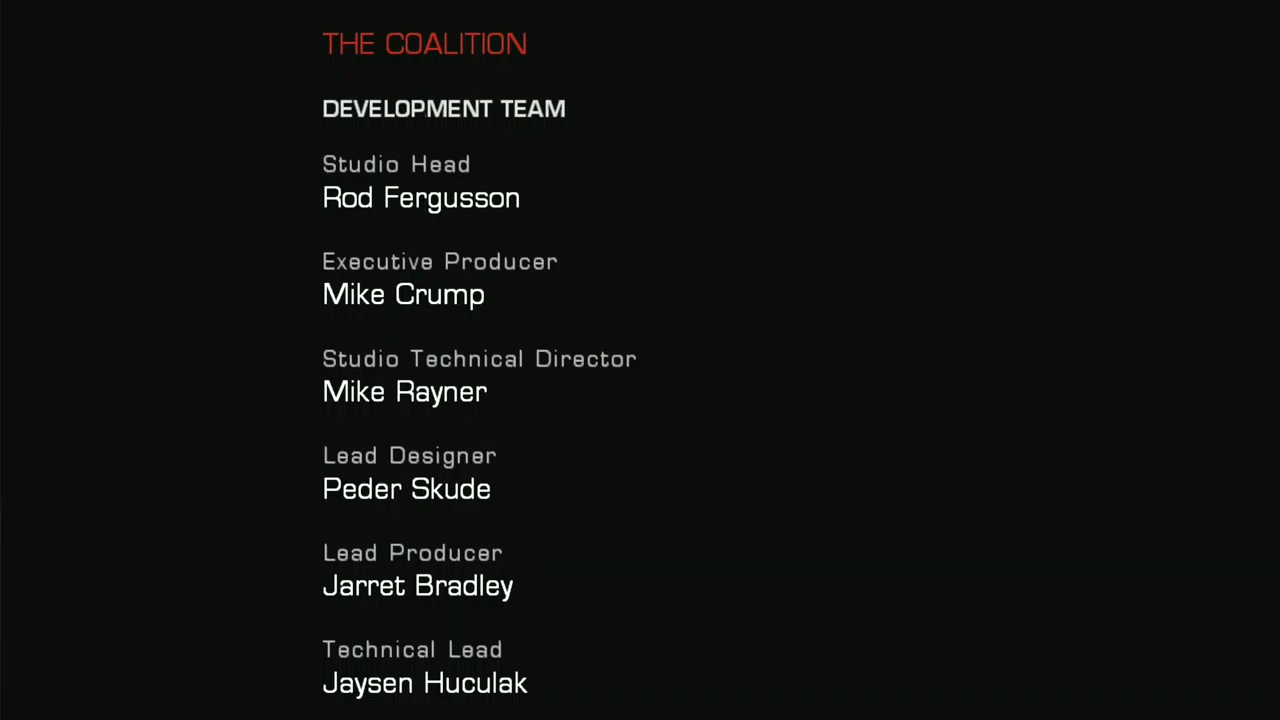 THE COALITION
DEVELOPMENT TEAM
Studio Head
Rod Fergusson
Executive Producer
Mike Crump
Studio Technical Director
Mike Rayner
Lead Designer
Peder Skude
Lead Producer
Jarret Bradley
Technical Lead
Jaysen Huculak